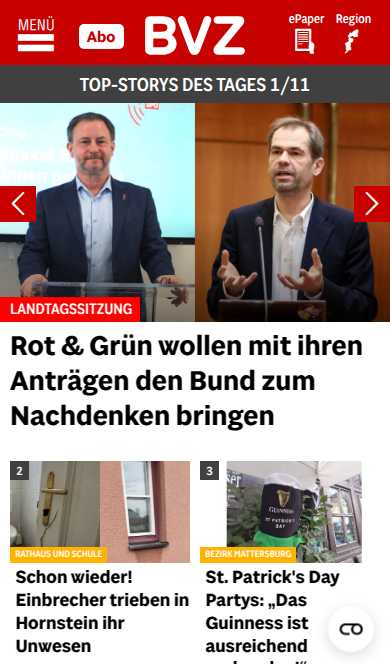 MENÜ
Abo
BVZ
ePaper
Region
TOP-STORYS DES TAGES 1/11
LANDTAGSSITZUNG
Rot & Grün wollen mit ihren
Anträgen den Bund zum
Nachdenken bringen
2
RATHAUS UND SCHULE
Schon wieder!
Einbrecher trieben in
Hornstein ihr
Unwesen
3
GUINNESS
ST PATRICK'S
DAY
BEZIRK MATTERSBURG
St. Patrick's Day
Partys: „Das
Guinness ist
ausreichend